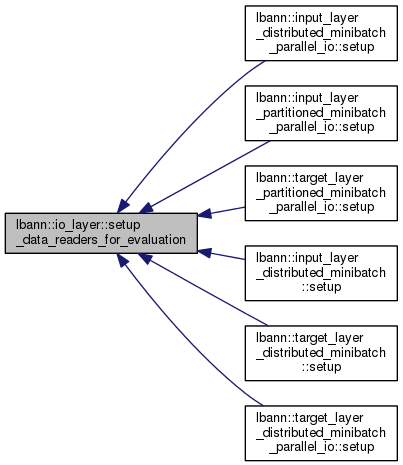 lbann::input_layer
_distributed_minibatch
_parallel_io::setup
lbann::input_layer
_partitioned_minibatch
_parallel_io::setup
lbann::target_layer
_partitioned_minibatch
_parallel_io::setup
lbann::io_layer::setup
_data_readers_for_evaluation
lbann::input_layer
_distributed_minibatch
::setup
lbann::target_layer
_distributed_minibatch
::setup
lbann::target_layer
_distributed_minibatch
_parallel_io::setup